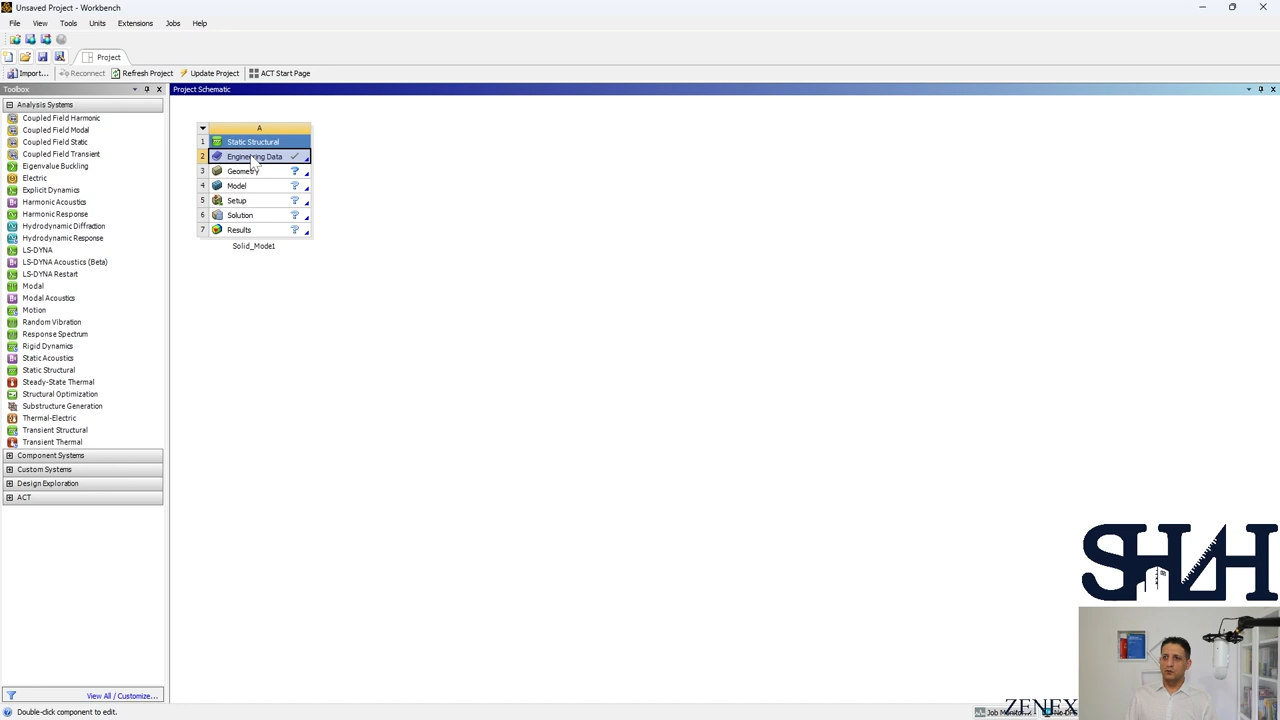 Unsaved Project - Workbench
File View Tools Units Extensions Jobs Help
Project
Import... Reconnect Refresh Project Update Project ACT Start Page
Toolbox
Project Schematic
Analysis Systems
Coupled Field Harmonic
Coupled Field Modal
Coupled Field Static
Coupled Field Transient
Eigenvalue Buckling
Electric
Explicit Dynamics
Harmonic Acoustics
Harmonic Response
Hydrodynamic Diffraction
Hydrodynamic Response
LS-DYNA
LS-DYNA Acoustics (Beta)
LS-DYNA Restart
Modal
Modal Acoustics
Motion
Random Vibration
Response Spectrum
Rigid Dynamics
Static Acoustics
Static Structural
Steady-State Thermal
Structural Optimization
Substructure Generation
Thermal-Electric
Transient Structural
Transient Thermal
Component Systems
Custom Systems
Design Exploration
ACT
View All / Customize...
A
1 Static Structural
2 Engineering Data
3 Geometry ?
4 Model ?
5 Setup ?
6 Solution ?
7 Results ?
Solid_Mode1
ZENEX
Double-click component to edit.
Job Monitor...